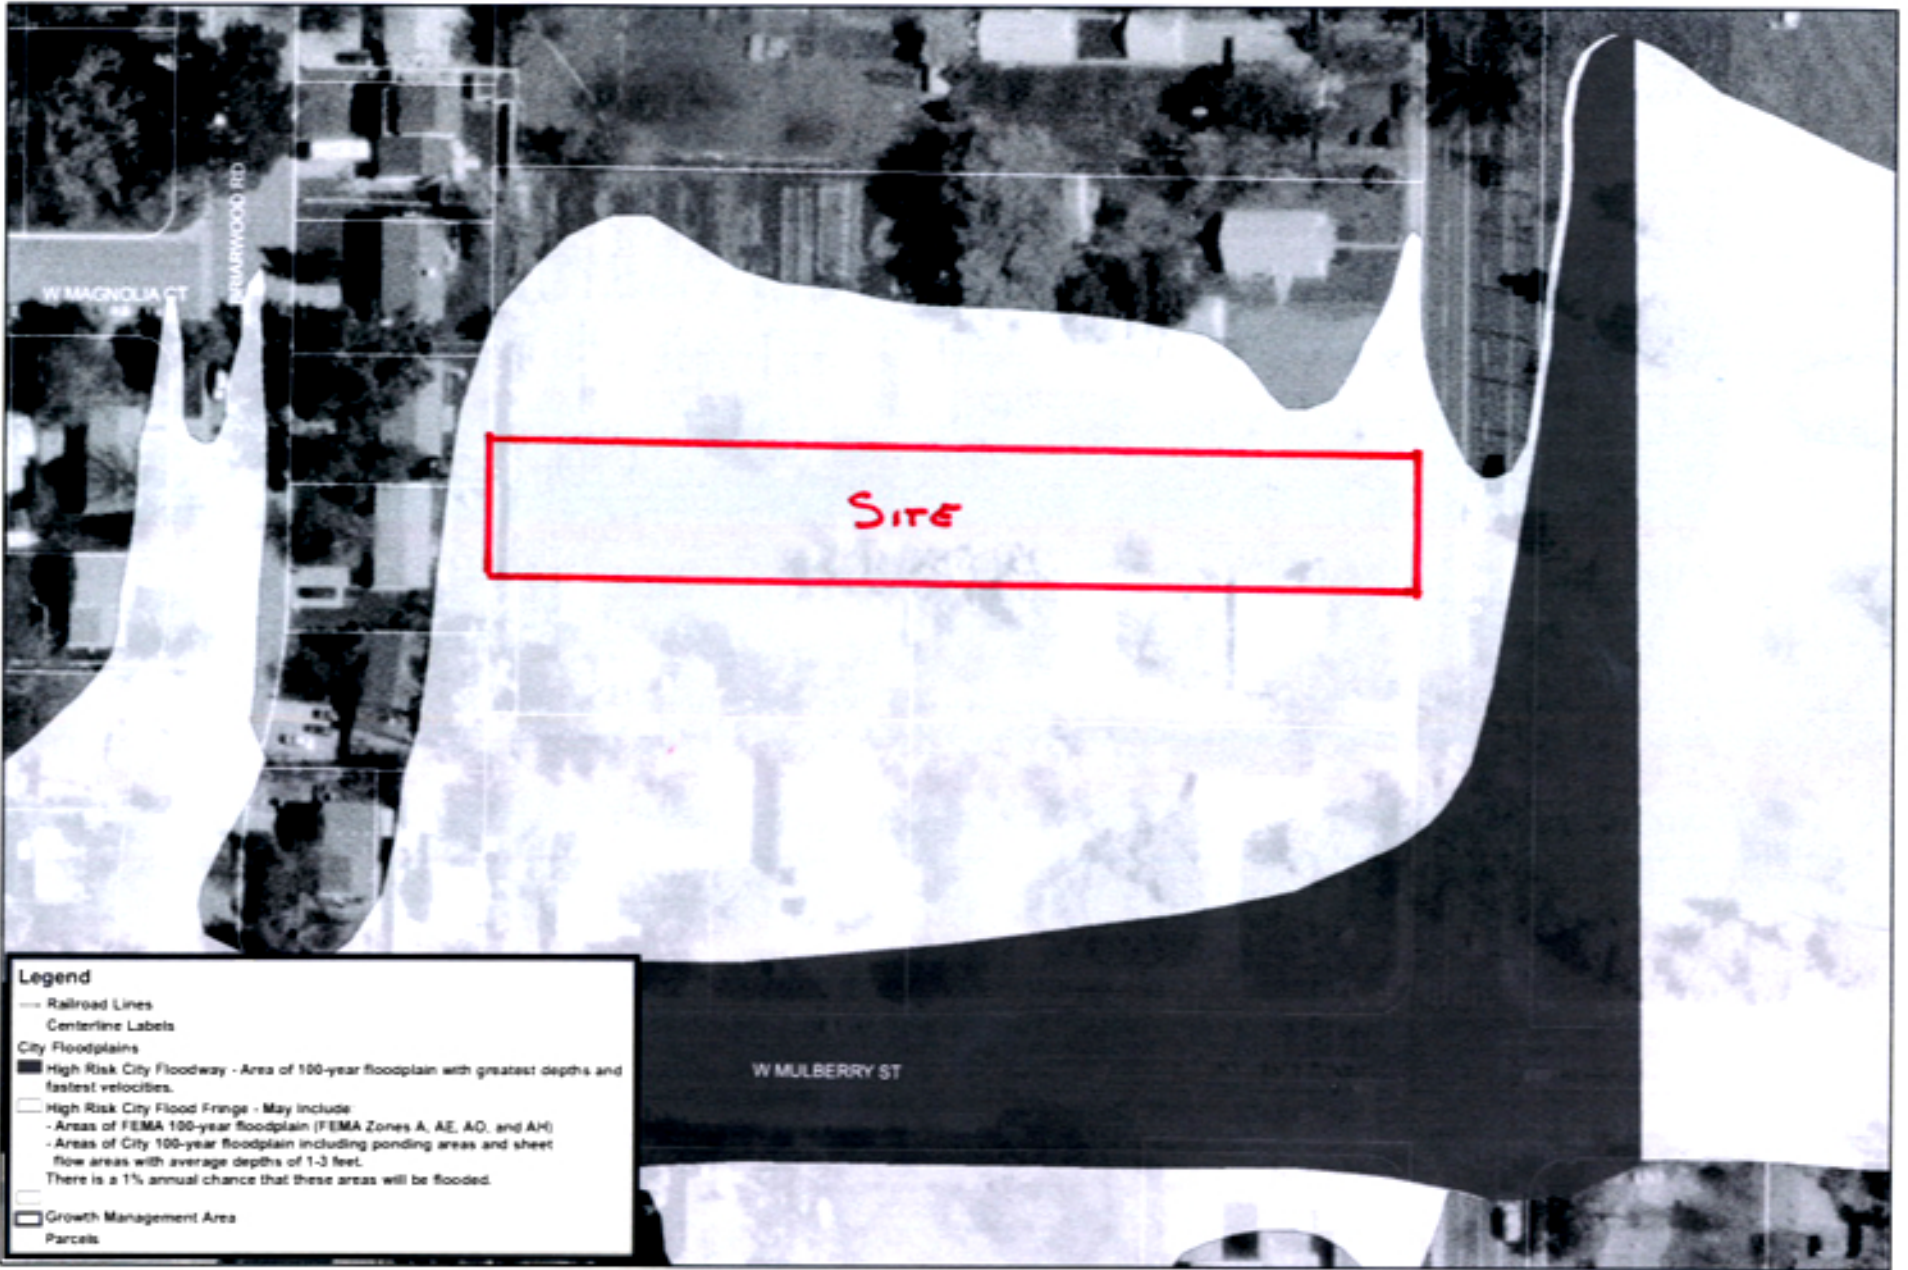 BRIARWOOD RD
W MAGNOLIA CT
SITE
W MULBERRY ST
Legend
Railroad Lines
Centerline Labels
City Floodplains
High Risk City Floodway - Area of 100-year floodplain with greatest depths and
fastest velocities.
High Risk City Flood Fringe - May Include:
- Areas of FEMA 100-year floodplain (FEMA Zones A, AE, AO, and AH)
- Areas of City 100-year floodplain including ponding areas and sheet
flow areas with average depths of 1-3 feet.
There is a 1% annual chance that these areas will be flooded.
Growth Management Area
Parcels